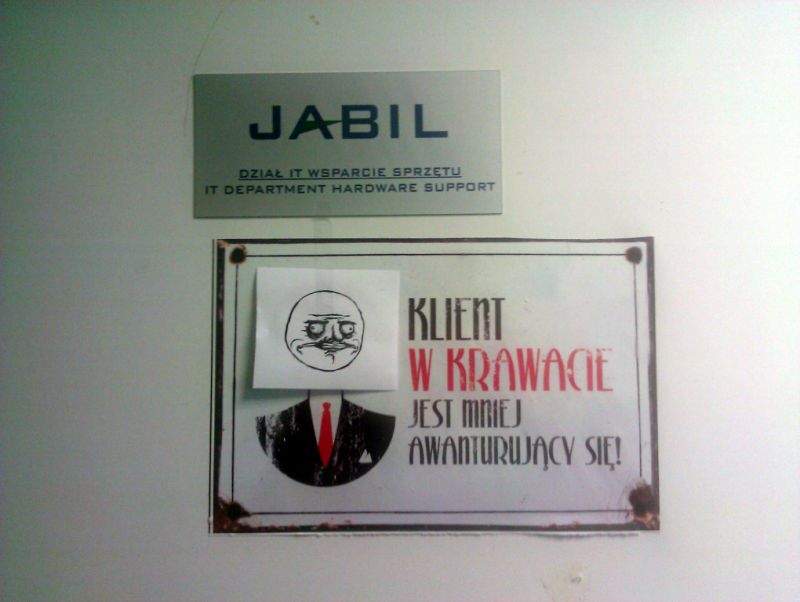 JABIL
DZIAŁ IT WSPARCIE SPRZĘTU
IT DEPARTMENT HARDWARE SUPPORT
KLIENT
W KRAWACIE
JEST MNIEJ
AWANTURUJĄCY SIĘ!